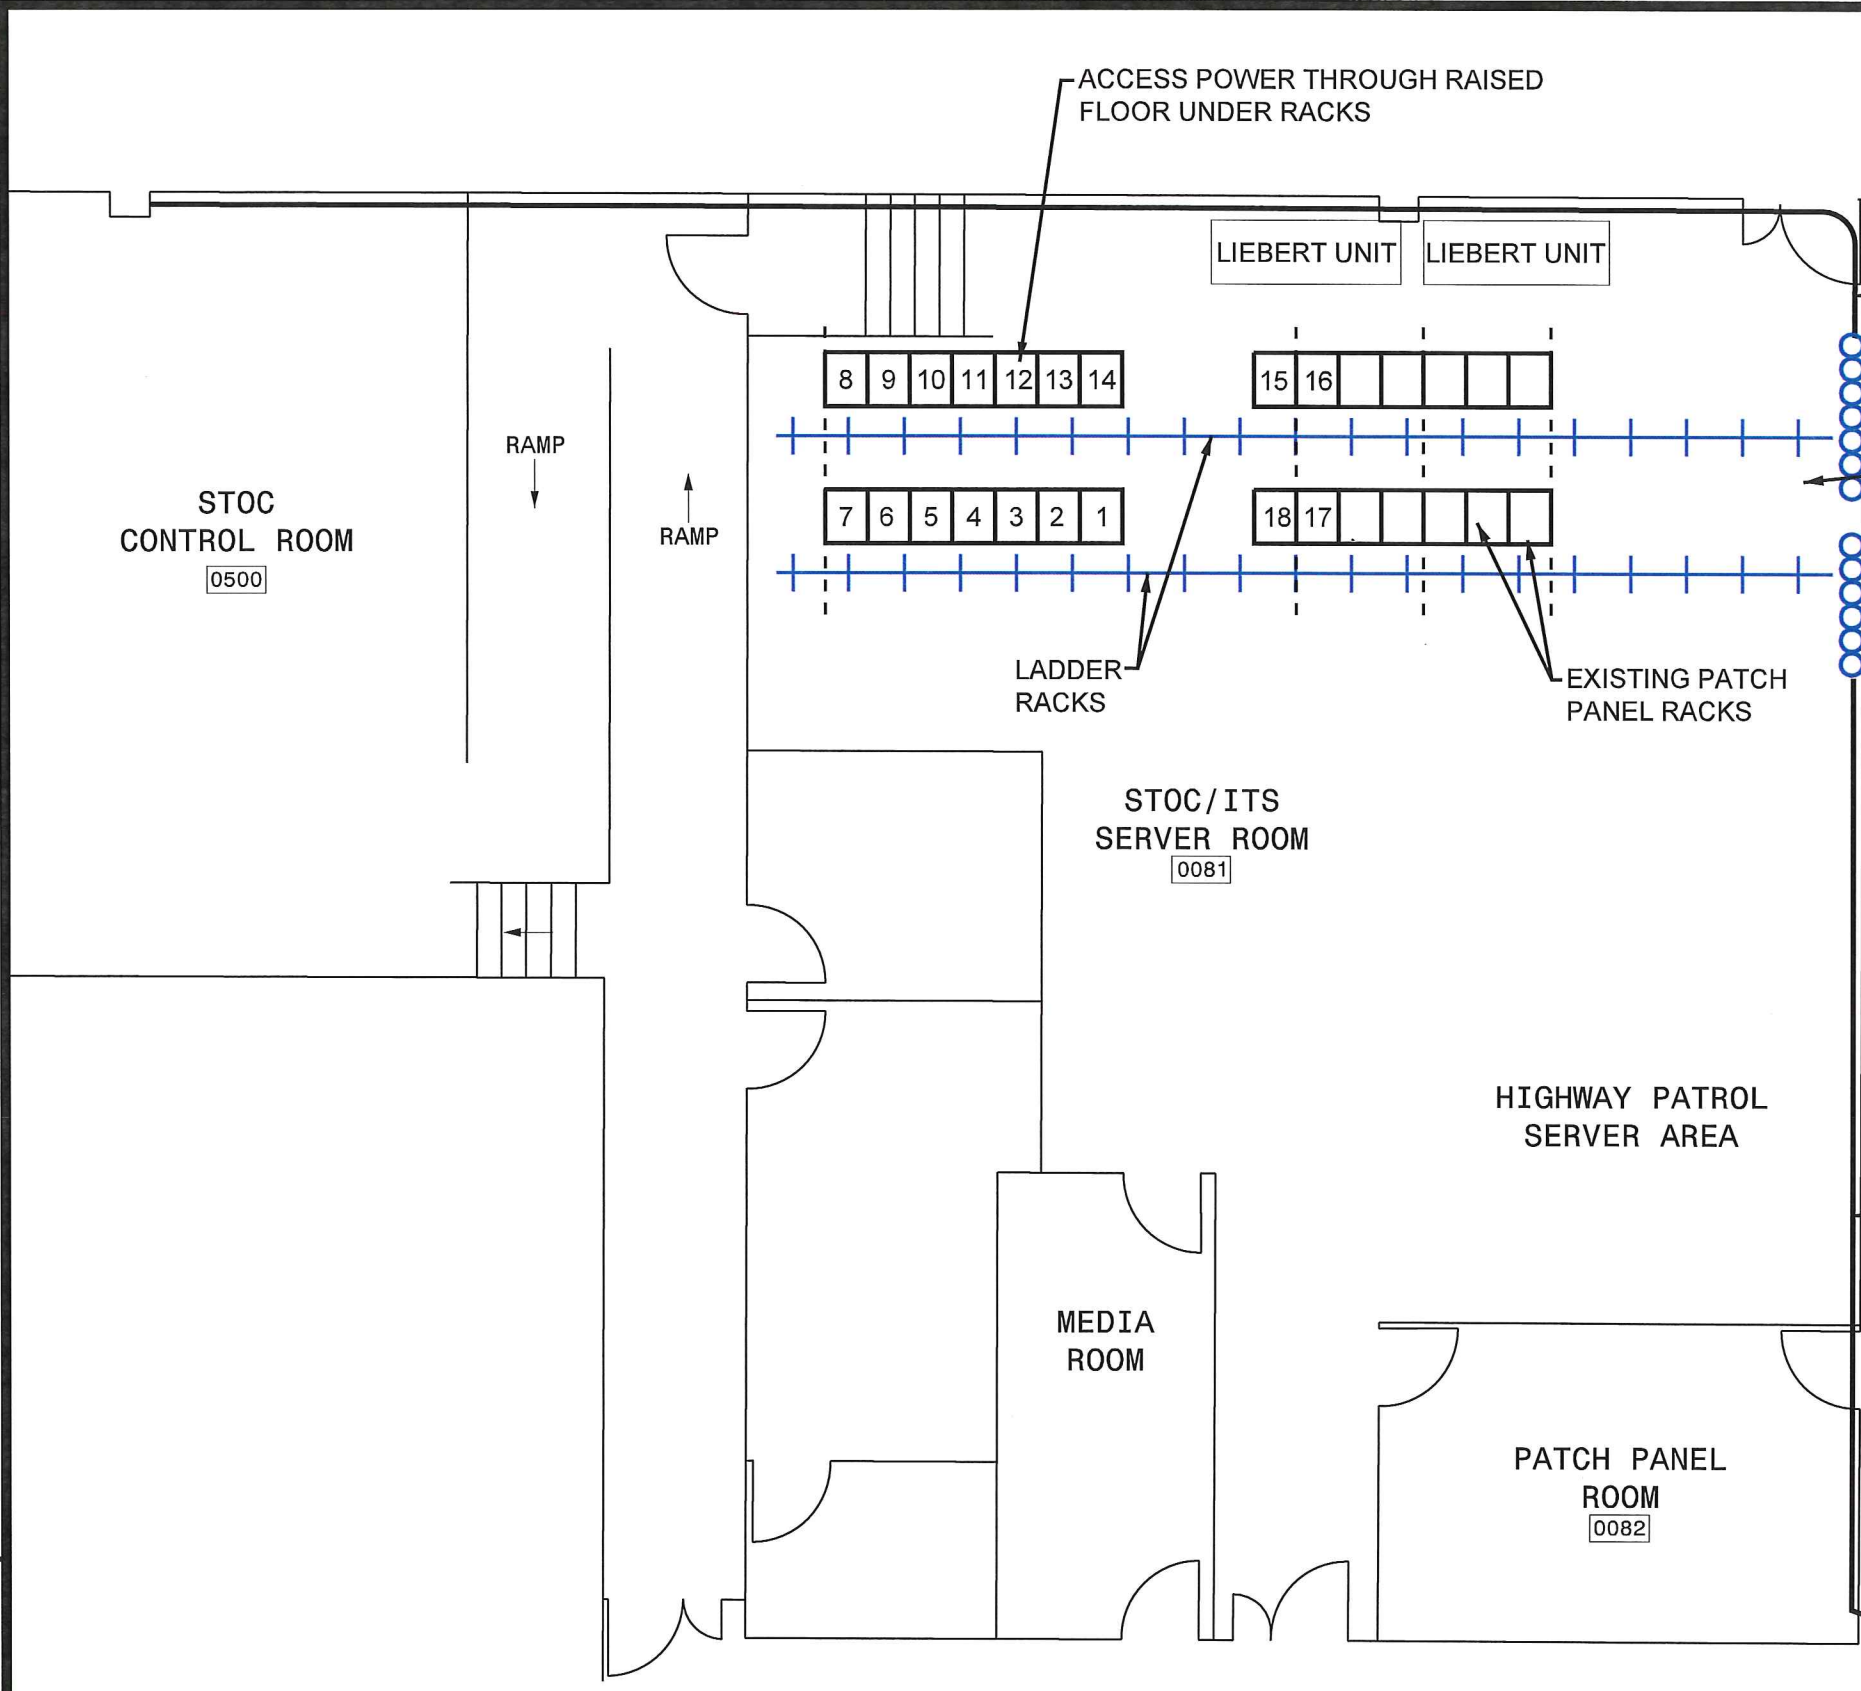 ACCESS POWER THROUGH RAISED
FLOOR UNDER RACKS
LIEBERT UNIT
LIEBERT UNIT
8 9 10 11 12 13 14
15 16
RAMP
RAMP
STOC
CONTROL ROOM
0500
7 6 5 4 3 2 1
18 17
LADDER
RACKS
EXISTING PATCH
PANEL RACKS
STOC/ITS
SERVER ROOM
0081
HIGHWAY PATROL
SERVER AREA
MEDIA
ROOM
PATCH PANEL
ROOM
0082